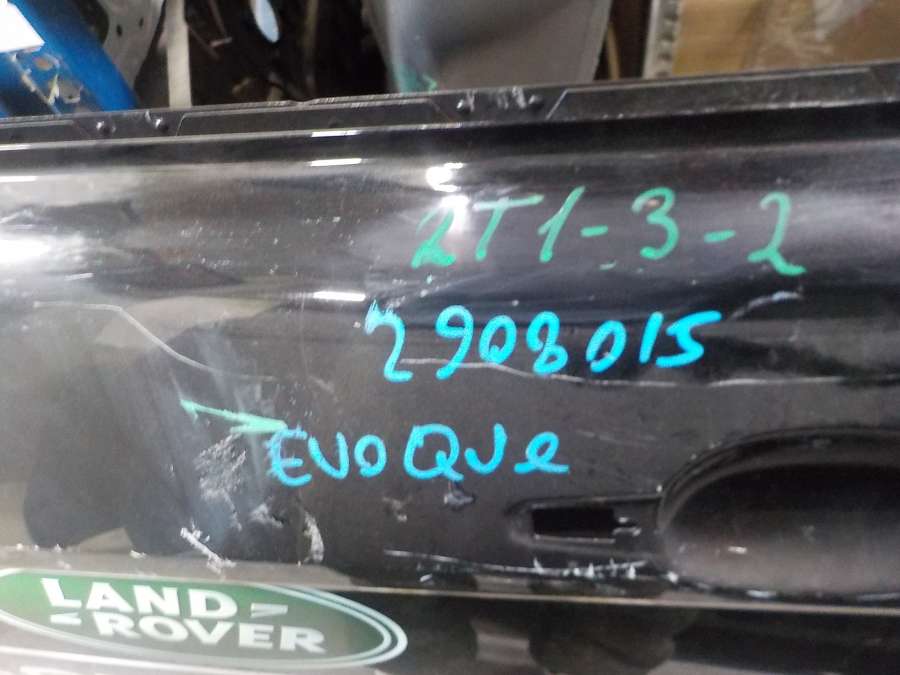 2T1-3-2
2908015
EVOQUe
LAND
ROVER